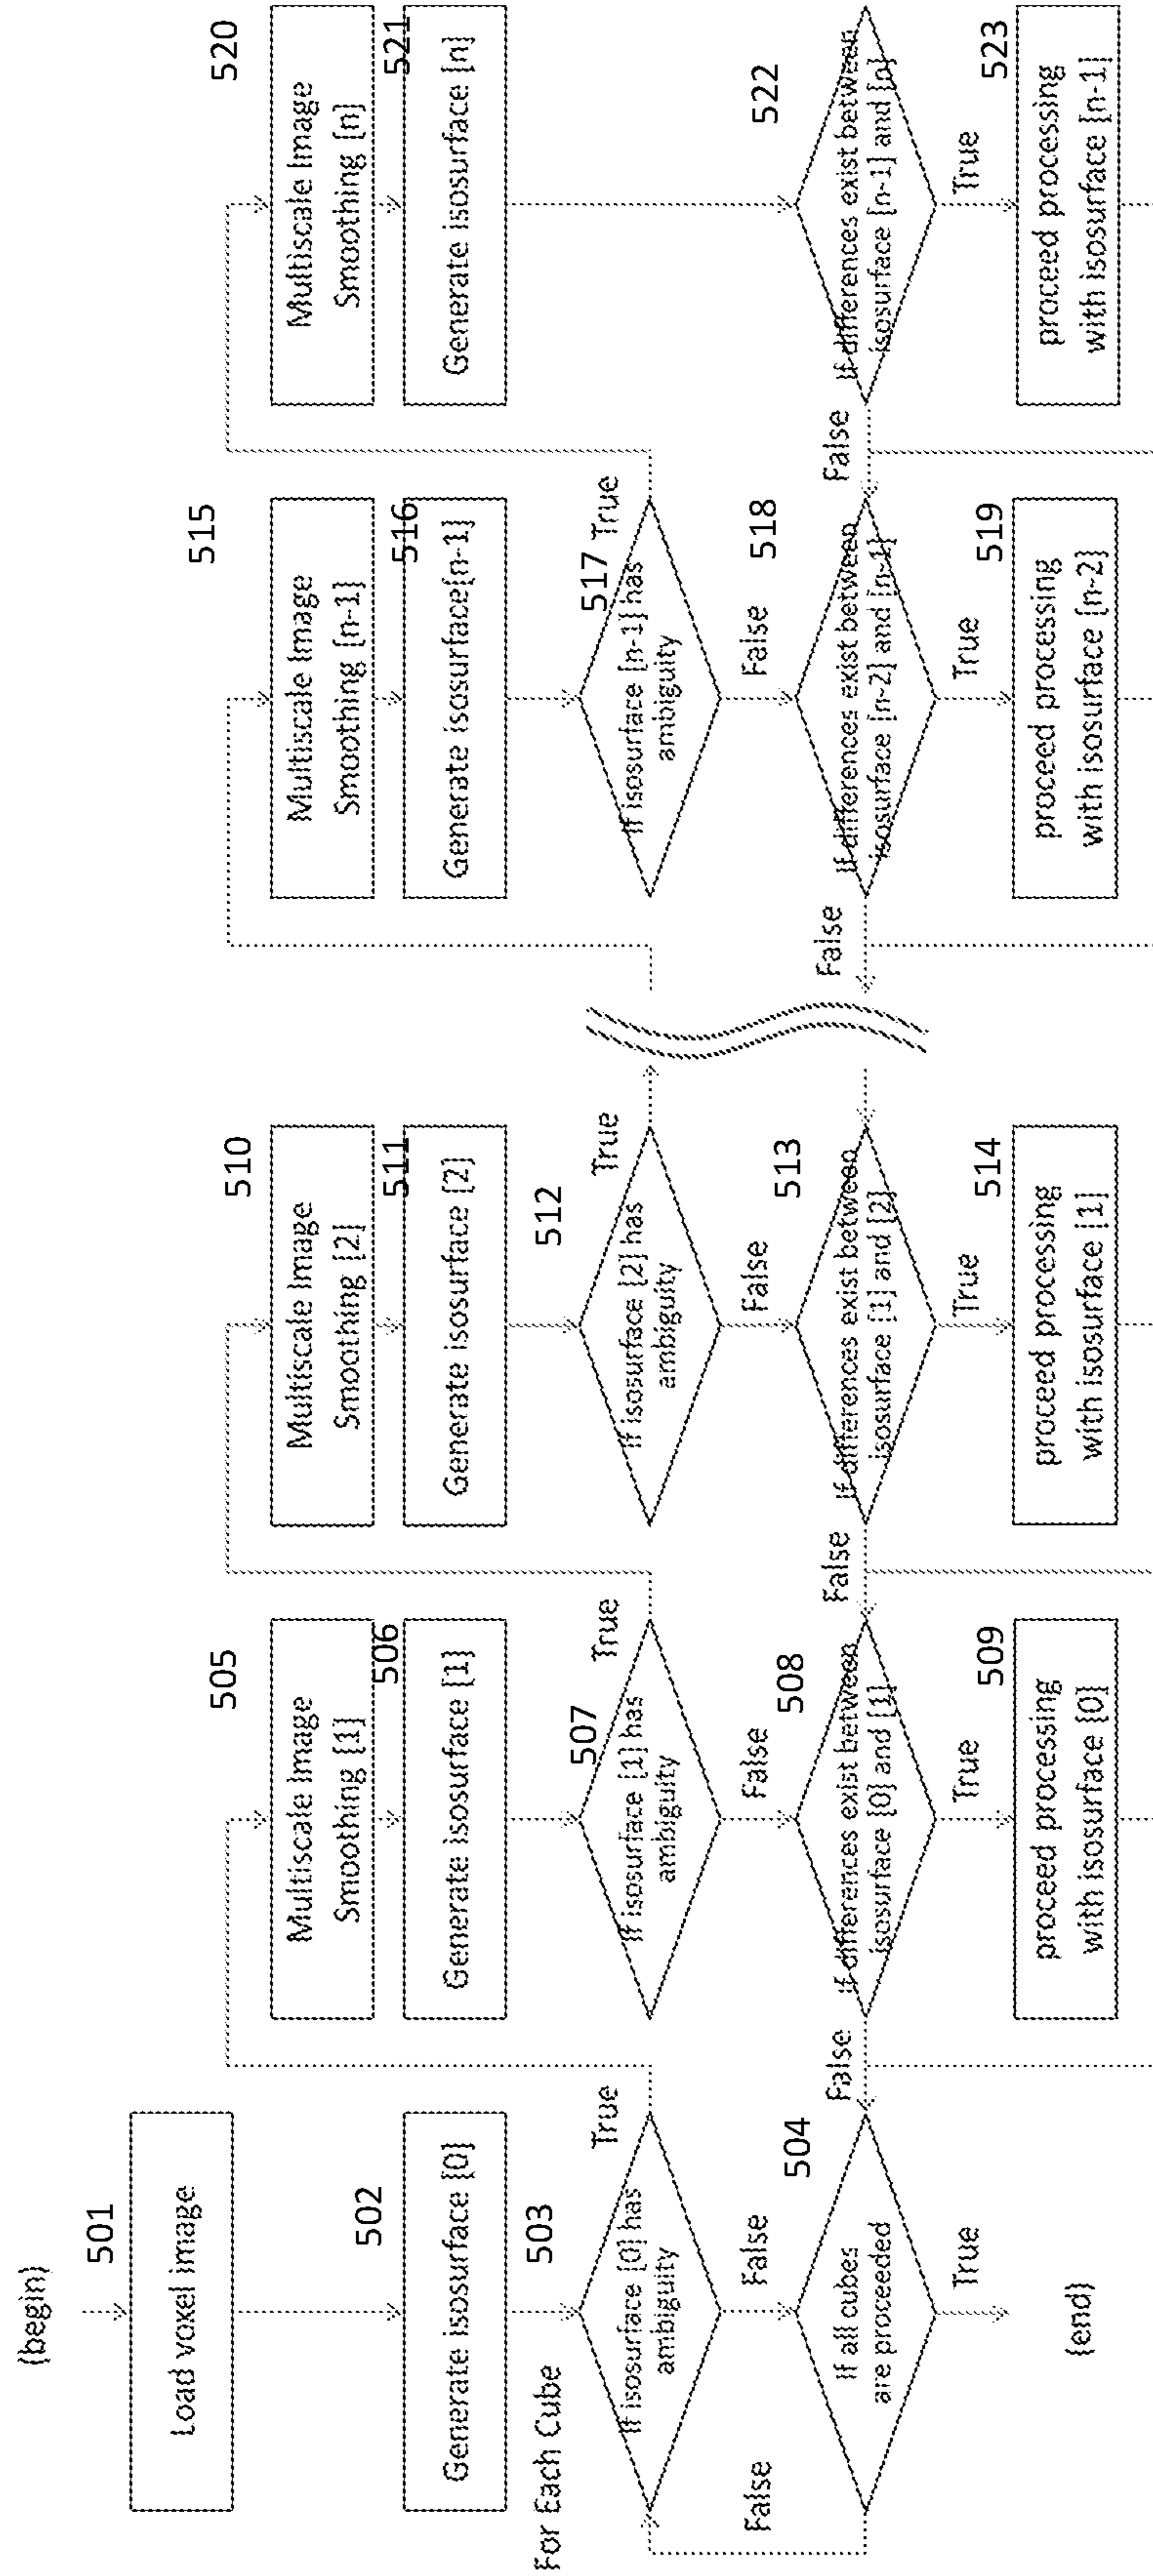 (begin)
501
Load voxel image
502
Generate isosurface [0]
For Each Cube
503
If isosurface [0] has
ambiguity
True
False
504
If all cubes
are proceeded
False
True
(end)
505
Multiscale Image
Smoothing [1]
506
Generate isosurface [1]
507
If isosurface [1] has
ambiguity
True
False
508
If differences exist between
isosurface [0] and [1]
False
True
509
proceed processing
with isosurface [0]
510
Multiscale Image
Smoothing [2]
511
Generate isosurface [2]
512
If isosurface [2] has
ambiguity
True
False
513
If differences exist between
isosurface [1] and [2]
False
True
514
proceed processing
with isosurface [1]
515
Multiscale Image
Smoothing [n-1]
516
Generate isosurface[n-1]
517
If isosurface [n-1] has
ambiguity
True
False
518
If differences exist between
isosurface [n-2] and [n-1]
False
True
519
proceed processing
with isosurface [n-2]
520
Multiscale Image
Smoothing [n]
521
Generate isosurface [n]
522
If differences exist between
isosurface [n-1] and [n]
False
True
523
proceed processing
with isosurface [n-1]